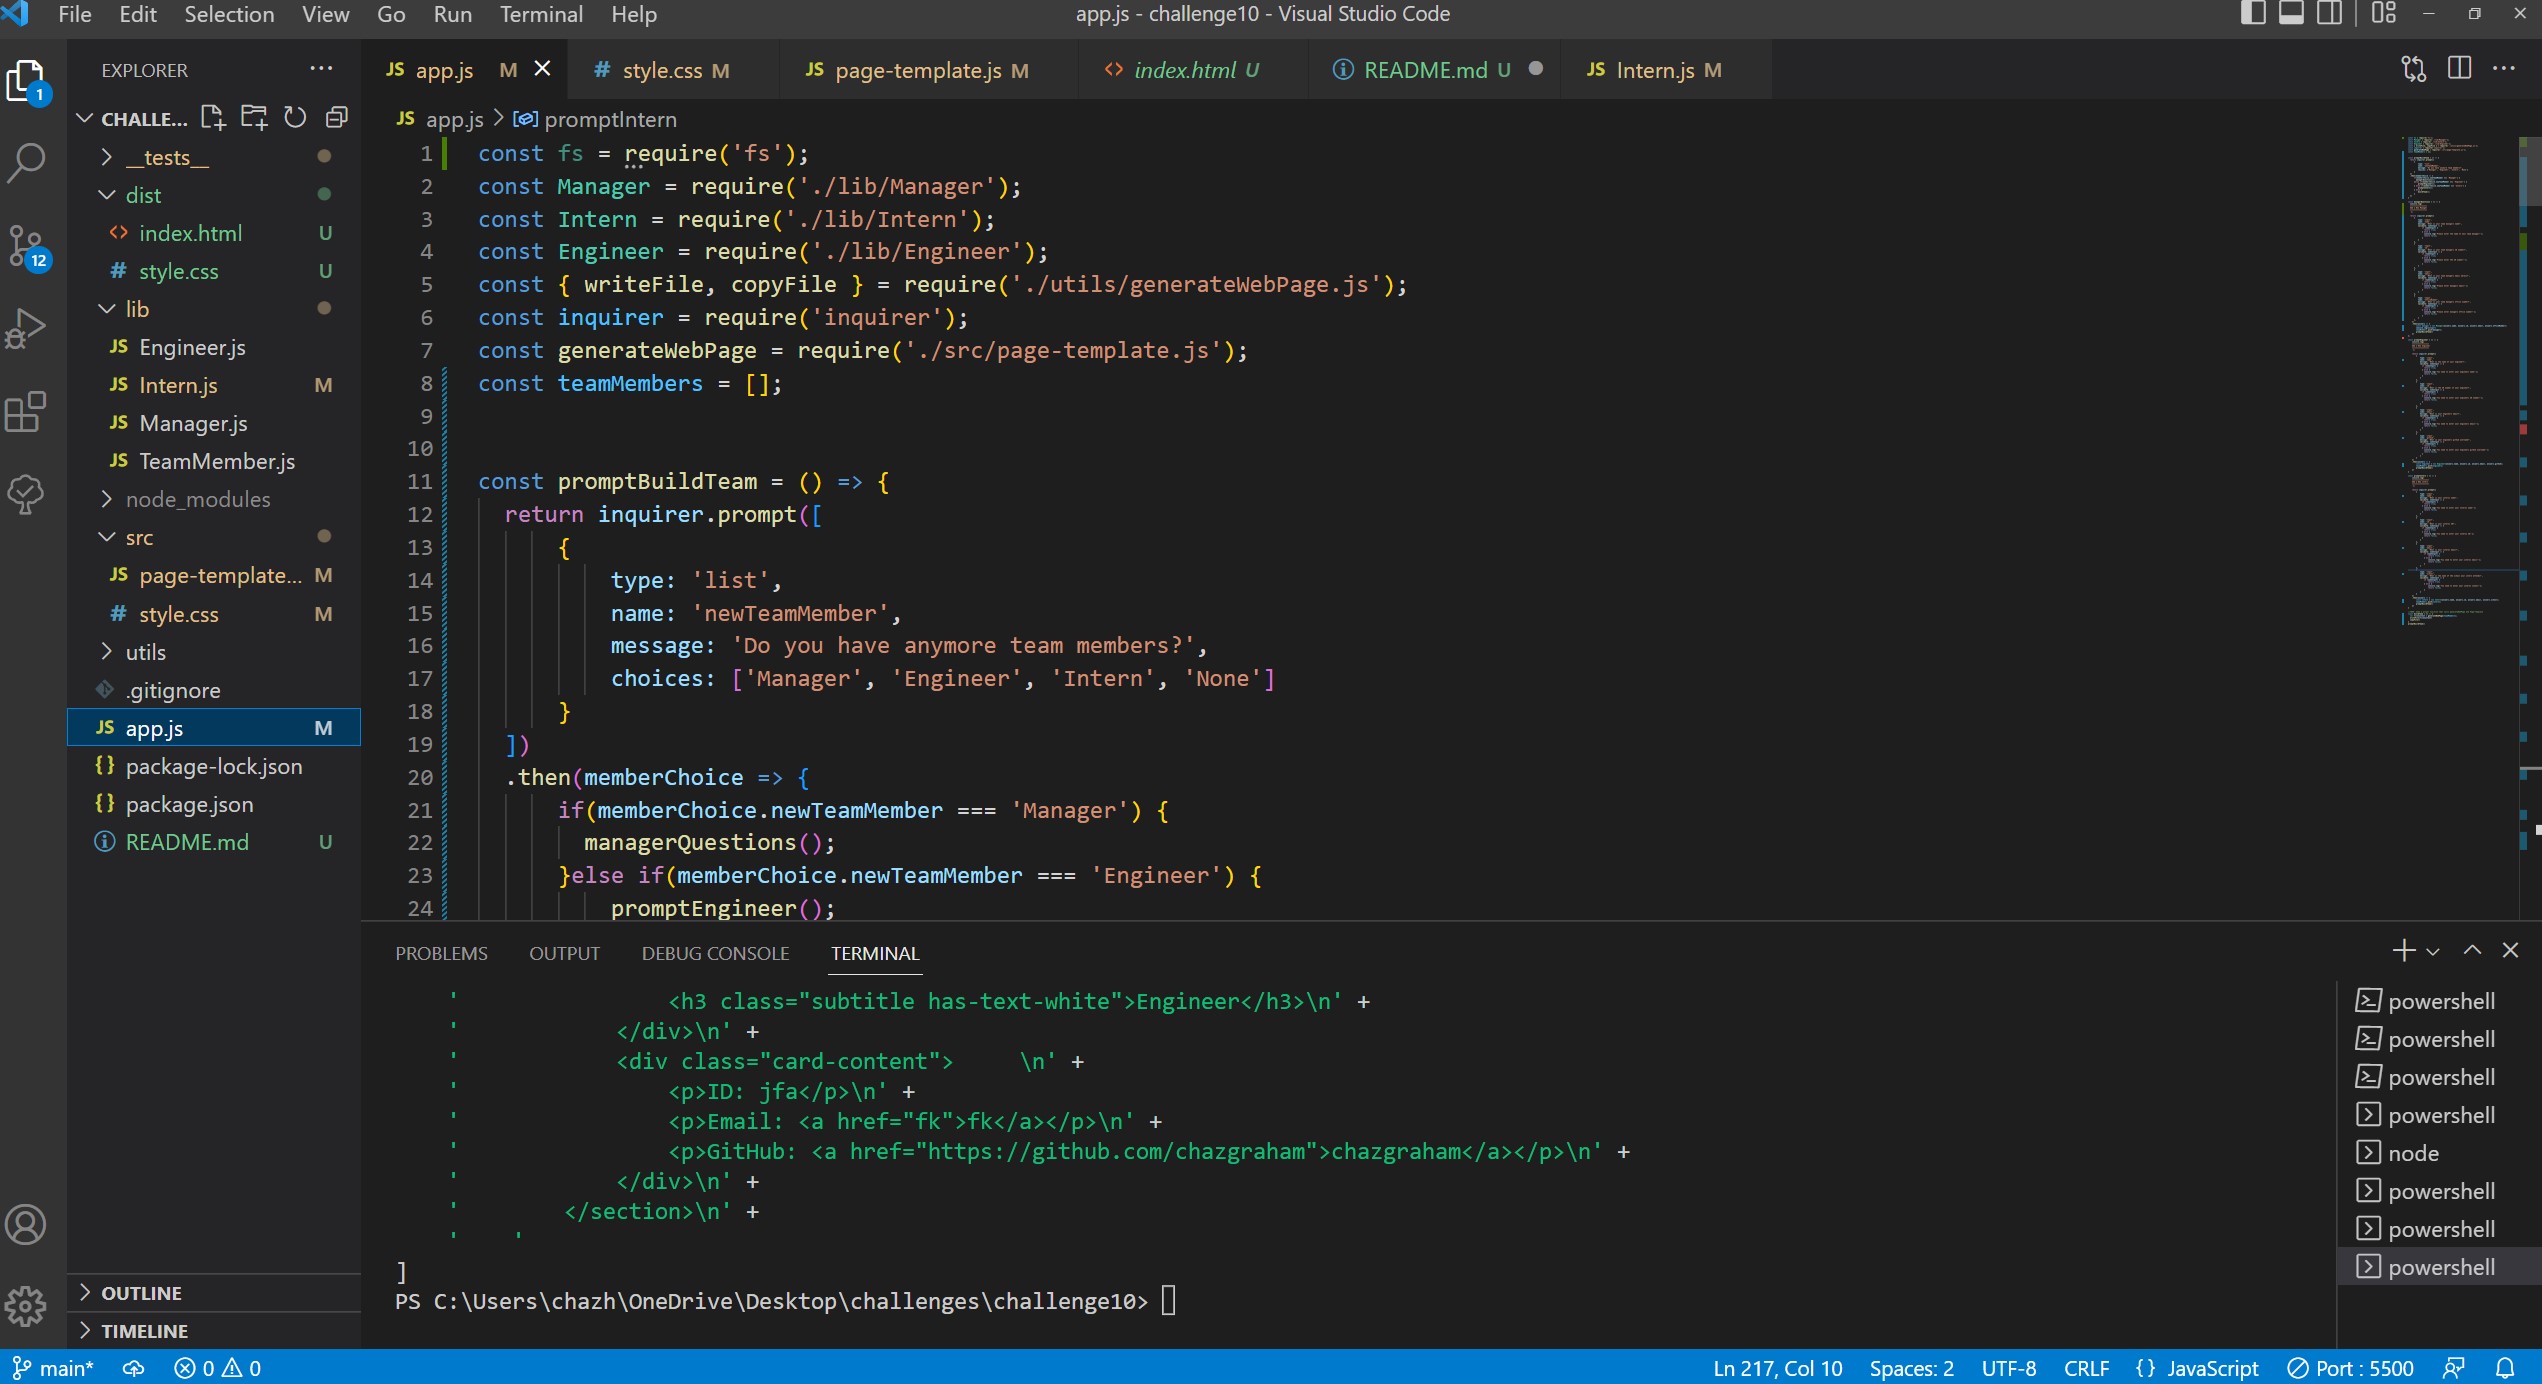 File Edit Selection View Go Run Terminal Help
app.js - challenge10 - Visual Studio Code
EXPLORER
JS app.js M
# style.css M
JS page-template.js M
<> index.html U
README.md U
JS Intern.js M
CHALLE...
__tests__
dist
<> index.html U
# style.css U
lib
JS Engineer.js
JS Intern.js M
JS Manager.js
JS TeamMember.js
node_modules
src
JS page-template... M
# style.css M
utils
.gitignore
JS app.js M
{} package-lock.json
{} package.json
README.md U
OUTLINE
TIMELINE
1
12
JS app.js > promptIntern
1 const fs = require('fs');
2 const Manager = require('./lib/Manager');
3 const Intern = require('./lib/Intern');
4 const Engineer = require('./lib/Engineer');
5 const { writeFile, copyFile } = require('./utils/generateWebPage.js');
6 const inquirer = require('inquirer');
7 const generateWebPage = require('./src/page-template.js');
8 const teamMembers = [];
9
10
11 const promptBuildTeam = () => {
12 return inquirer.prompt([
13 {
14 type: 'list',
15 name: 'newTeamMember',
16 message: 'Do you have anymore team members?',
17 choices: ['Manager', 'Engineer', 'Intern', 'None']
18 }
19 ])
20 .then(memberChoice => {
21 if(memberChoice.newTeamMember === 'Manager') {
22 managerQuestions();
23 }else if(memberChoice.newTeamMember === 'Engineer') {
24 promptEngineer();
PROBLEMS OUTPUT DEBUG CONSOLE TERMINAL
' <h3 class="subtitle has-text-white">Engineer</h3>\n' +
' </div>\n' +
' <div class="card-content"> \n' +
' <p>ID: jfa</p>\n' +
' <p>Email: <a href="fk">fk</a></p>\n' +
' <p>GitHub: <a href="https://github.com/chazgraham">chazgraham</a></p>\n' +
' </div>\n' +
' </section>\n' +
' '
]
PS C:\Users\chazh\OneDrive\Desktop\challenges\challenge10>
powershell
powershell
powershell
powershell
node
powershell
powershell
powershell
main* 0 0
Ln 217, Col 10 Spaces: 2 UTF-8 CRLF {} JavaScript Port : 5500